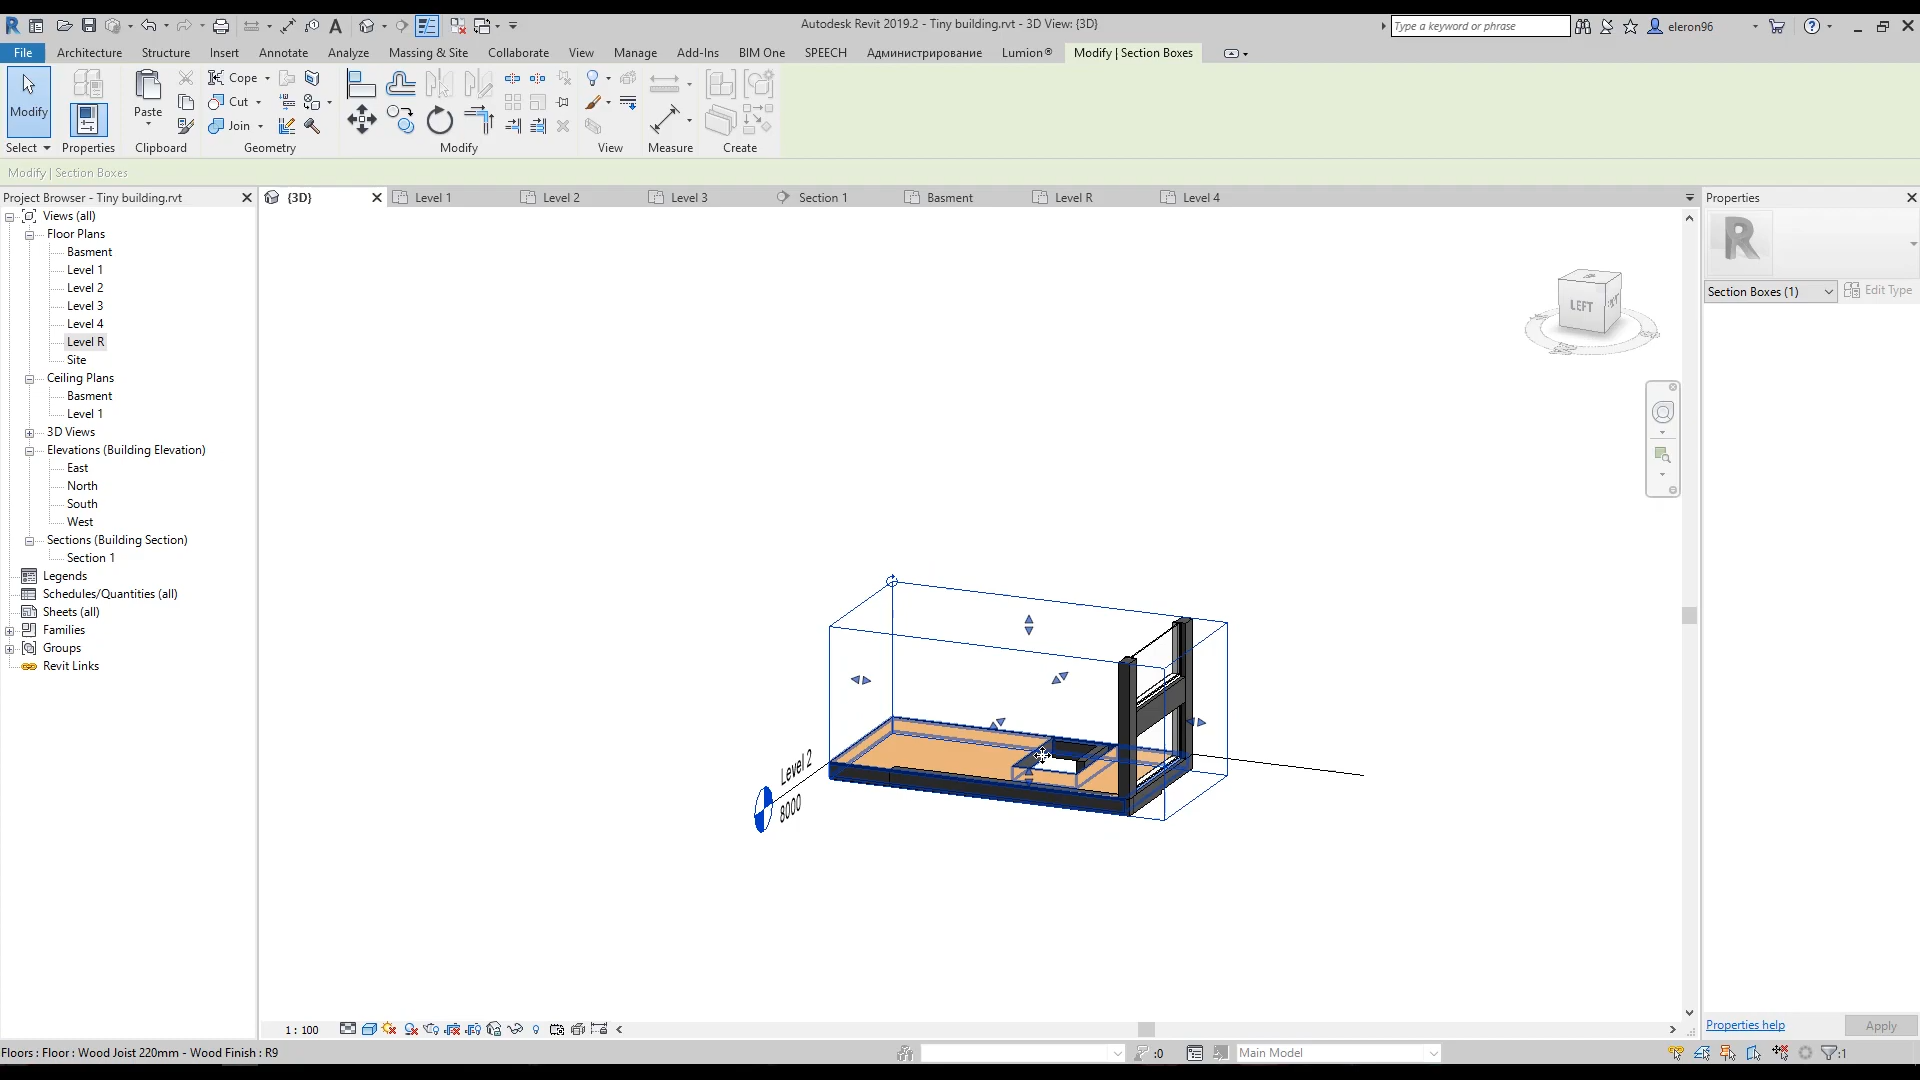 Autodesk Revit 2019.2 - Tiny building.rvt - 3D View: {3D}
Type a keyword or phrase
eleron96
File
Architecture
Structure
Insert
Annotate
Analyze
Massing & Site
Collaborate
View
Manage
Add-Ins
BIM One
SPEECH
Администрирование
Lumion®
Modify | Section Boxes
Modify
Select
Properties
Paste
Clipboard
Cope
Cut
Join
Geometry
Modify
View
Measure
Create
Modify | Section Boxes
Project Browser - Tiny building.rvt
{3D}
Level 1
Level 2
Level 3
Section 1
Basment
Level R
Level 4
Properties
Views (all)
Floor Plans
Basment
Level 1
Level 2
Level 3
Level 4
Level R
Site
Ceiling Plans
Basment
Level 1
3D Views
Elevations (Building Elevation)
East
North
South
West
Sections (Building Section)
Section 1
Legends
Schedules/Quantities (all)
Sheets (all)
Families
Groups
Revit Links
LEFT
Level 2
8000
Section Boxes (1)
Edit Type
Properties help
Apply
1 : 100
Floors : Floor : Wood Joist 220mm - Wood Finish : R9
:0
Main Model
:1